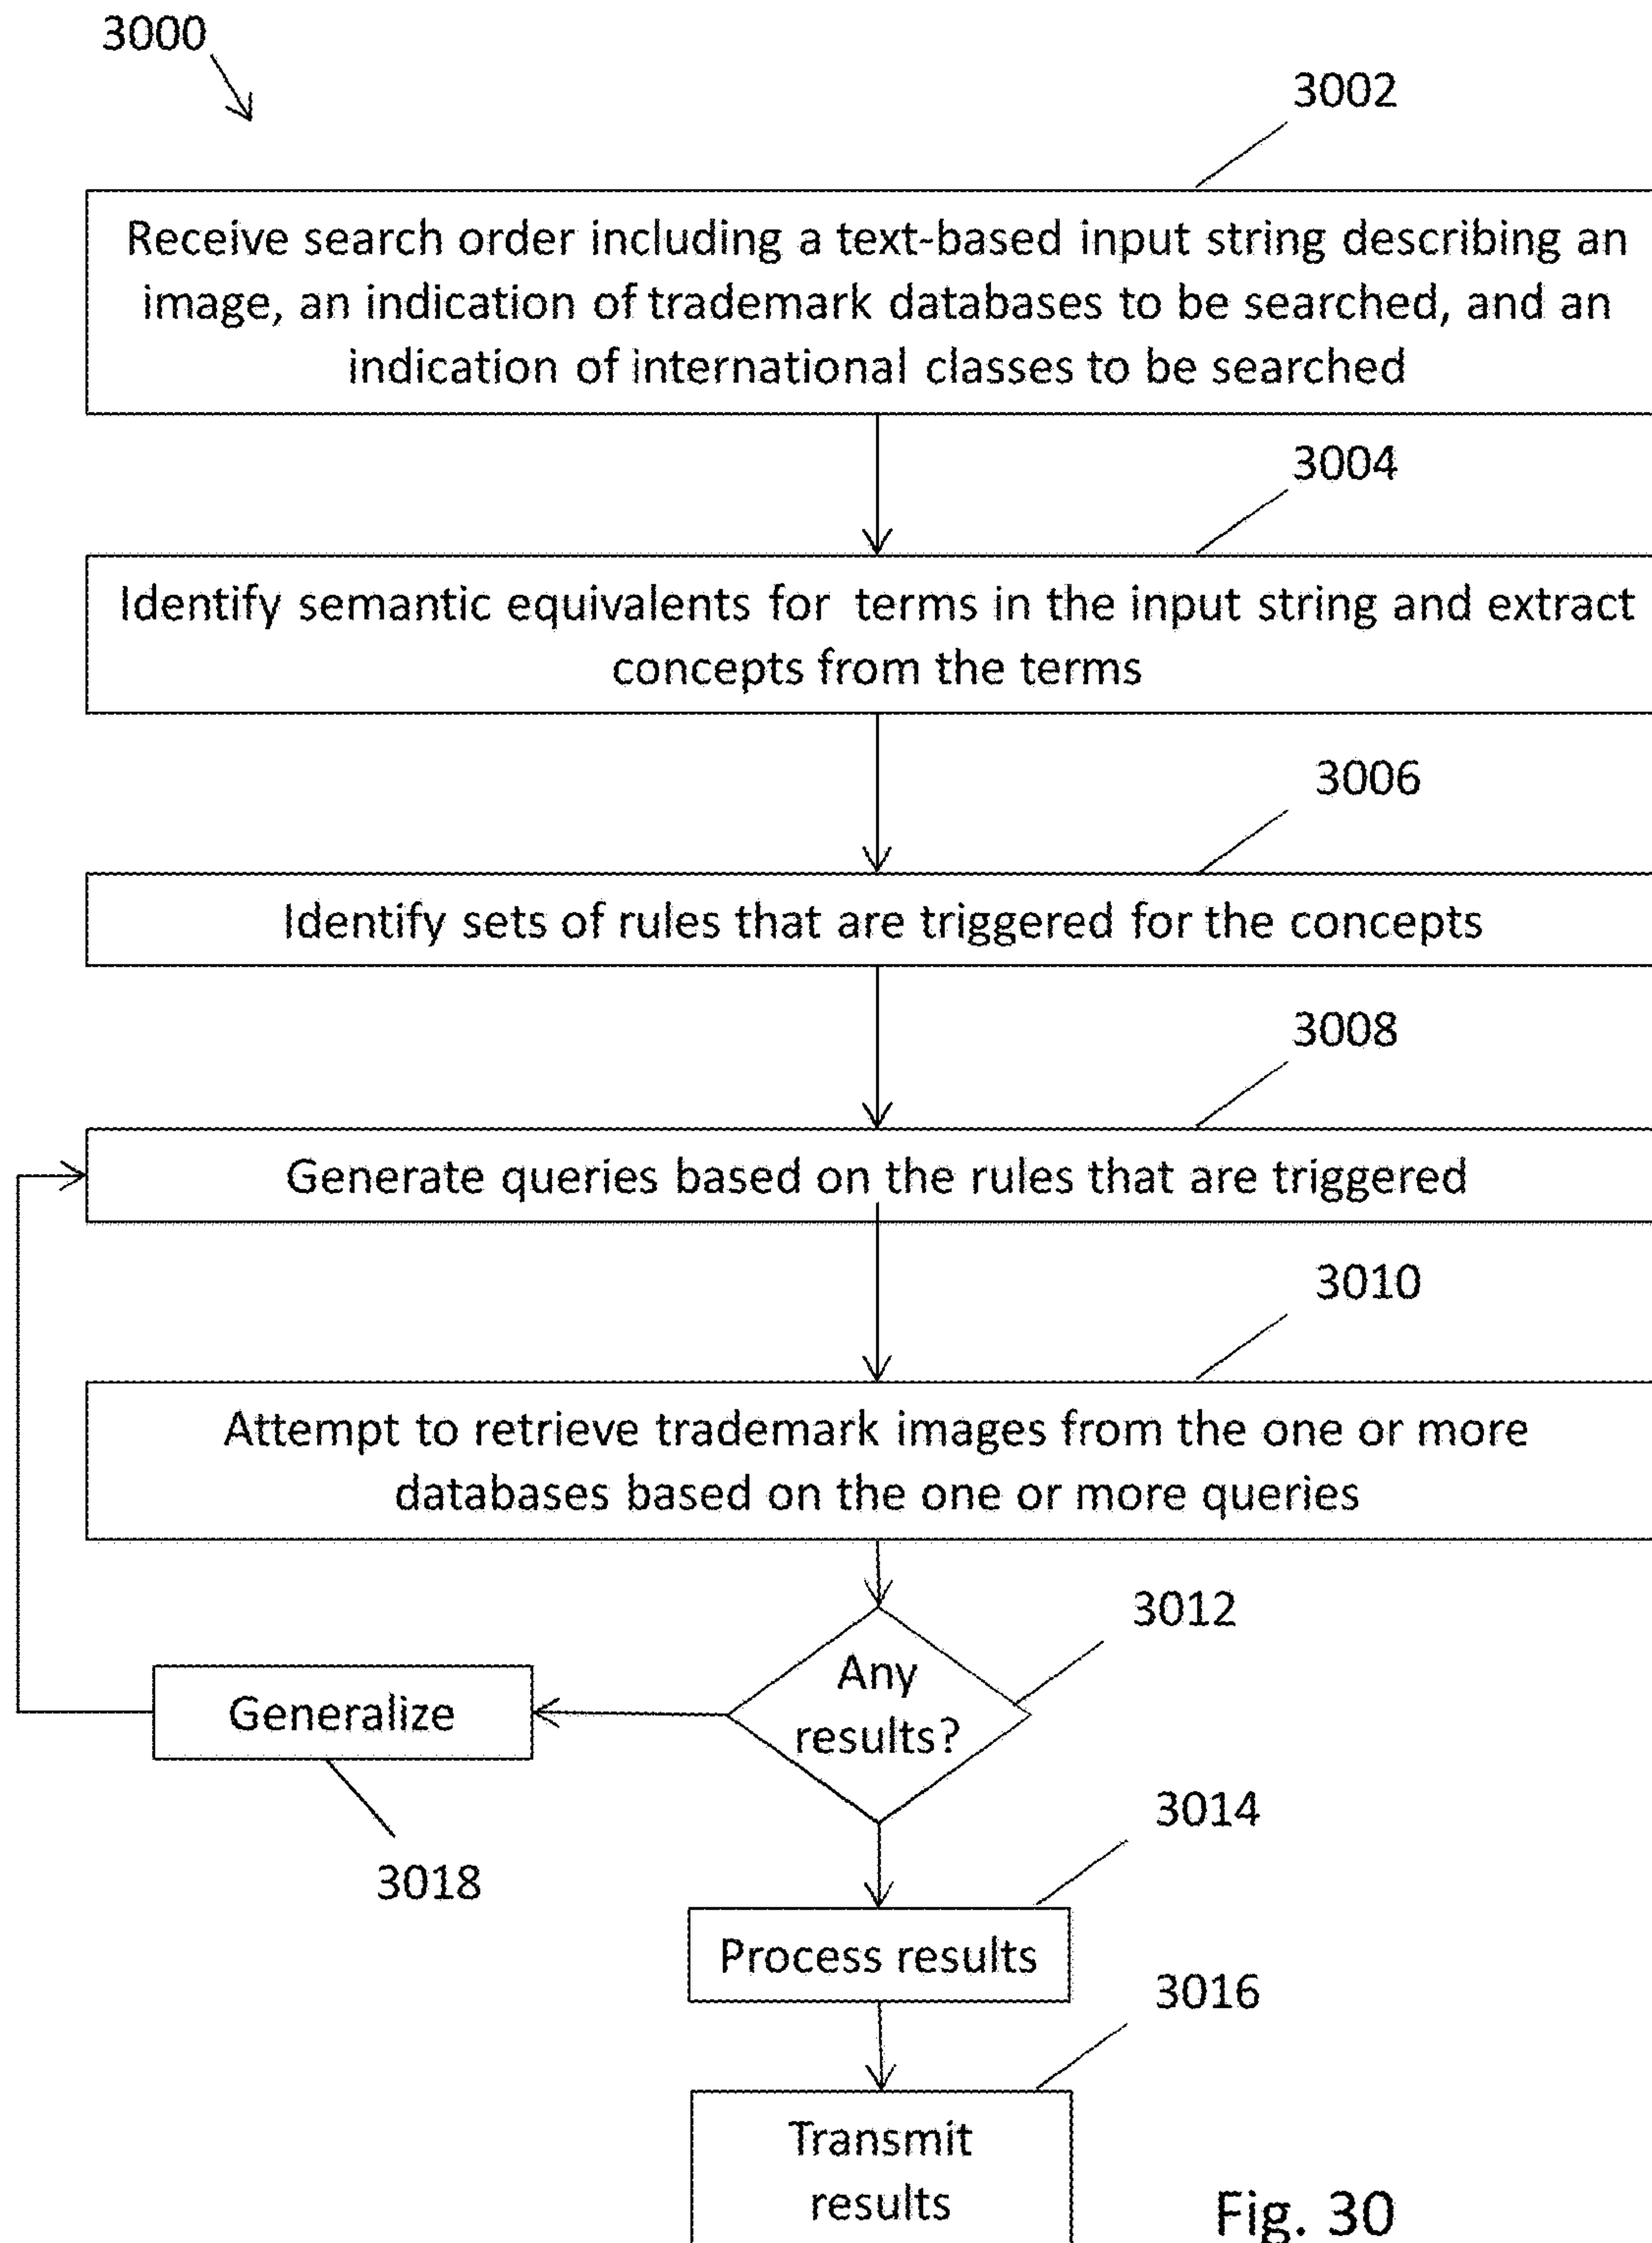 3000
3002
Receive search order including a text-based input string describing an
image, an indication of trademark databases to be searched, and an
indication of international classes to be searched
3004
Identify semantic equivalents for terms in the input string and extract
concepts from the terms
3006
Identify sets of rules that are triggered for the concepts
3008
Generate queries based on the rules that are triggered
3010
Attempt to retrieve trademark images from the one or more
databases based on the one or more queries
3012
Any
results?
Generalize
3018
3014
Process results
3016
Transmit
results
Fig. 30